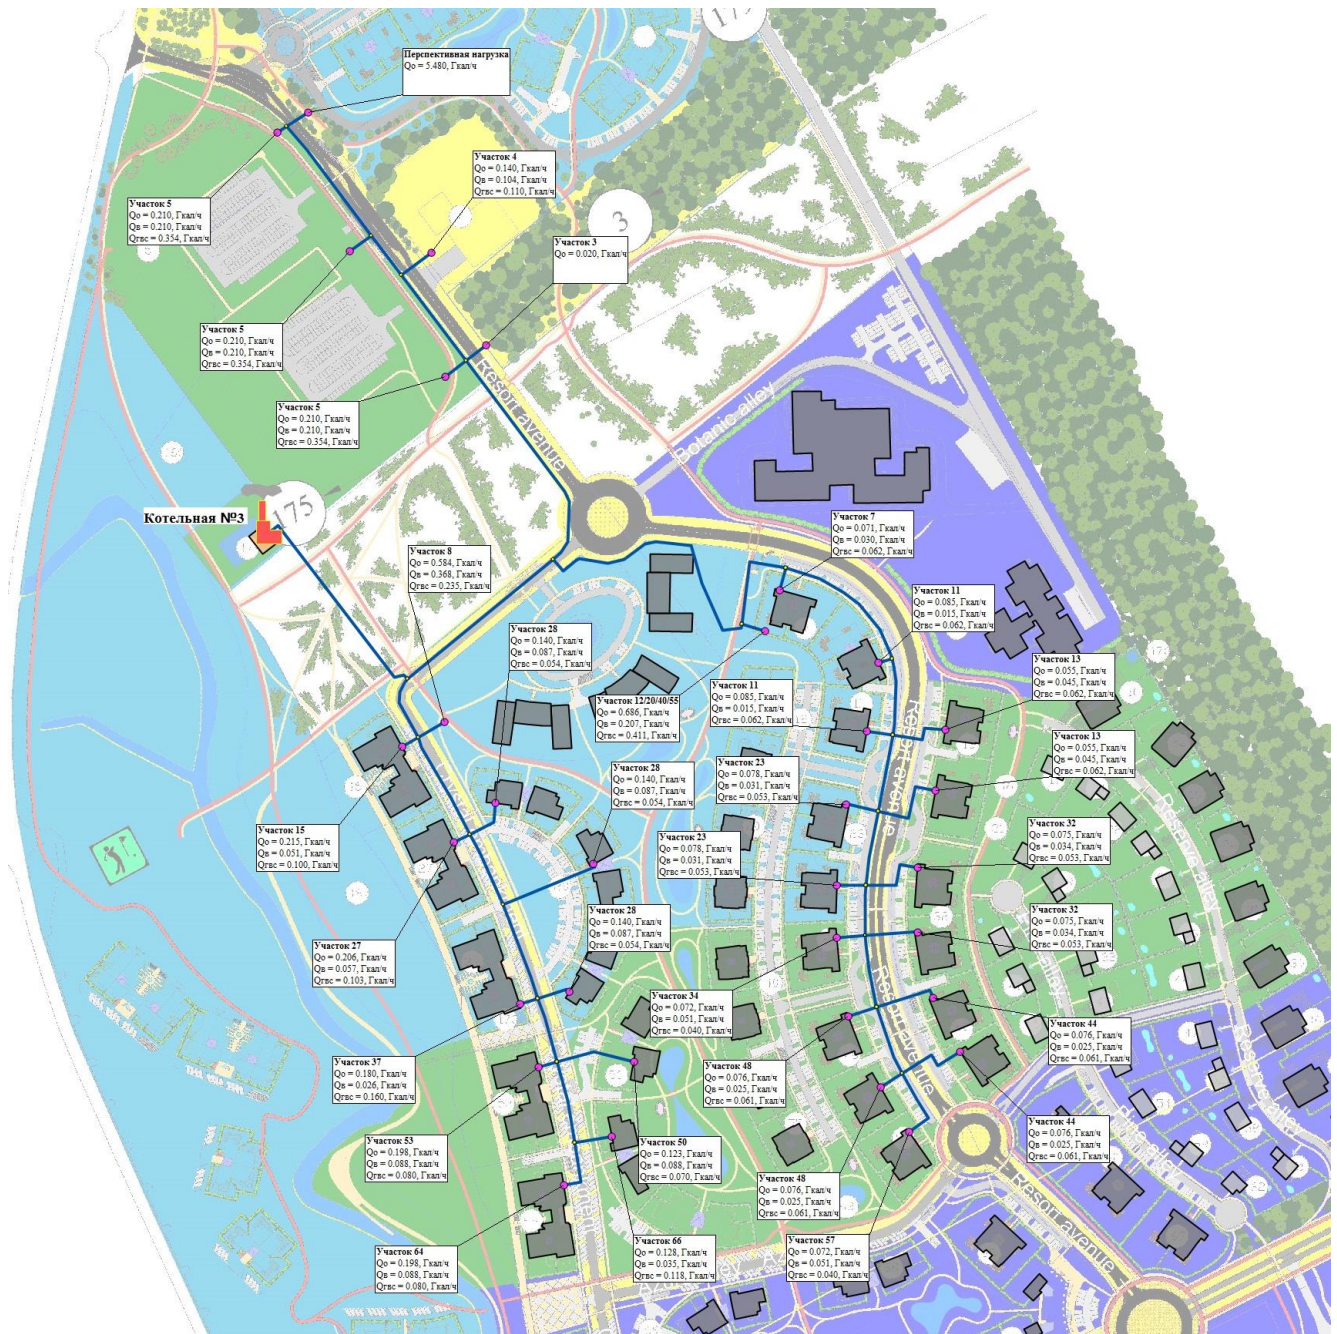 Перспективная нагрузка
Qо = 5.480, Гкал/ч
Участок 4
Qо = 0.140, Гкал/ч
Qв = 0.104, Гкал/ч
Qгвс = 0.110, Гкал/ч
Участок 5
Qо = 0.210, Гкал/ч
Qв = 0.210, Гкал/ч
Qгвс = 0.354, Гкал/ч
3
Участок 3
Qо = 0.020, Гкал/ч
Участок 5
Qо = 0.210, Гкал/ч
Qв = 0.210, Гкал/ч
Qгвс = 0.354, Гкал/ч
Участок 5
Qо = 0.210, Гкал/ч
Qв = 0.210, Гкал/ч
Qгвс = 0.354, Гкал/ч
Resort avenue
Botanic alley
Котельная №3
175
Участок 7
Qо = 0.071, Гкал/ч
Qв = 0.030, Гкал/ч
Qгвс = 0.062, Гкал/ч
Участок 8
Qо = 0.584, Гкал/ч
Qв = 0.368, Гкал/ч
Qгвс = 0.235, Гкал/ч
Участок 11
Qо = 0.085, Гкал/ч
Qв = 0.015, Гкал/ч
Qгвс = 0.062, Гкал/ч
Участок 28
Qо = 0.140, Гкал/ч
Qв = 0.087, Гкал/ч
Qгвс = 0.054, Гкал/ч
Участок 13
Qо = 0.055, Гкал/ч
Qв = 0.045, Гкал/ч
Qгвс = 0.062, Гкал/ч
Участок 11
Qо = 0.085, Гкал/ч
Qв = 0.015, Гкал/ч
Qгвс = 0.062, Гкал/ч
Участок 12/20/40/55
Qо = 0.686, Гкал/ч
Qв = 0.207, Гкал/ч
Qгвс = 0.411, Гкал/ч
Resort avenue
Участок 13
Qо = 0.055, Гкал/ч
Qв = 0.045, Гкал/ч
Qгвс = 0.062, Гкал/ч
Участок 23
Qо = 0.078, Гкал/ч
Qв = 0.031, Гкал/ч
Qгвс = 0.053, Гкал/ч
Участок 28
Qо = 0.140, Гкал/ч
Qв = 0.087, Гкал/ч
Qгвс = 0.054, Гкал/ч
Reserve alley
Участок 15
Qо = 0.215, Гкал/ч
Qв = 0.051, Гкал/ч
Qгвс = 0.100, Гкал/ч
Участок 32
Qо = 0.075, Гкал/ч
Qв = 0.034, Гкал/ч
Qгвс = 0.053, Гкал/ч
Участок 23
Qо = 0.078, Гкал/ч
Qв = 0.031, Гкал/ч
Qгвс = 0.053, Гкал/ч
Участок 28
Qо = 0.140, Гкал/ч
Qв = 0.087, Гкал/ч
Qгвс = 0.054, Гкал/ч
Участок 32
Qо = 0.075, Гкал/ч
Qв = 0.034, Гкал/ч
Qгвс = 0.053, Гкал/ч
Участок 27
Qо = 0.206, Гкал/ч
Qв = 0.057, Гкал/ч
Qгвс = 0.103, Гкал/ч
Resort avenue
Участок 34
Qо = 0.072, Гкал/ч
Qв = 0.051, Гкал/ч
Qгвс = 0.040, Гкал/ч
Участок 44
Qо = 0.076, Гкал/ч
Qв = 0.025, Гкал/ч
Qгвс = 0.061, Гкал/ч
Участок 37
Qо = 0.180, Гкал/ч
Qв = 0.026, Гкал/ч
Qгвс = 0.160, Гкал/ч
Участок 48
Qо = 0.076, Гкал/ч
Qв = 0.025, Гкал/ч
Qгвс = 0.061, Гкал/ч
Участок 44
Qо = 0.076, Гкал/ч
Qв = 0.025, Гкал/ч
Qгвс = 0.061, Гкал/ч
Участок 53
Qо = 0.198, Гкал/ч
Qв = 0.088, Гкал/ч
Qгвс = 0.080, Гкал/ч
Участок 50
Qо = 0.123, Гкал/ч
Qв = 0.088, Гкал/ч
Qгвс = 0.070, Гкал/ч
Участок 48
Qо = 0.076, Гкал/ч
Qв = 0.025, Гкал/ч
Qгвс = 0.061, Гкал/ч
Resort avenue
Участок 64
Qо = 0.198, Гкал/ч
Qв = 0.088, Гкал/ч
Qгвс = 0.080, Гкал/ч
Участок 66
Qо = 0.128, Гкал/ч
Qв = 0.035, Гкал/ч
Qгвс = 0.118, Гкал/ч
Участок 57
Qо = 0.072, Гкал/ч
Qв = 0.051, Гкал/ч
Qгвс = 0.040, Гкал/ч